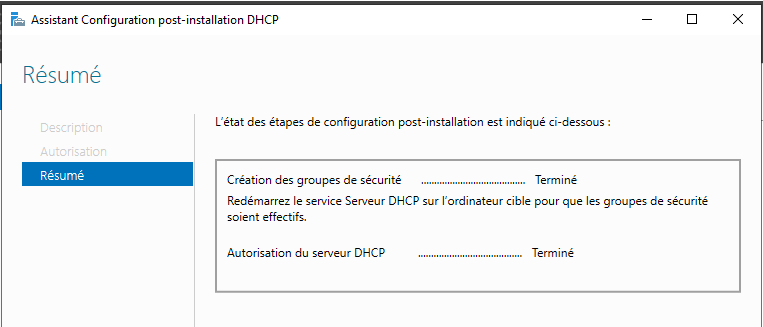 Assistant Configuration post-installation DHCP
Résumé
Description
Autorisation
Résumé
L'état des étapes de configuration post-installation est indiqué ci-dessous :
Création des groupes de sécurité ........................................ Terminé
Redémarrez le service Serveur DHCP sur l'ordinateur cible pour que les groupes de sécurité
soient effectifs.
Autorisation du serveur DHCP ........................................ Terminé